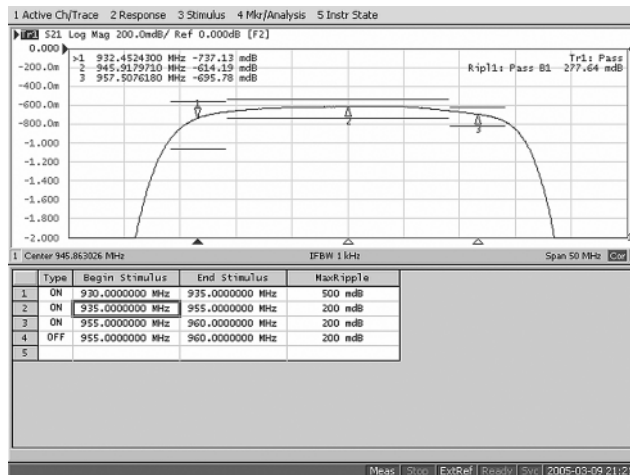 1 Active Ch/Trace 2 Response 3 Stimulus 4 Mkr/Analysis 5 Instr State
S21 Log Mag 200.0mdB/ Ref 0.000dB [F2]
0.000
>1 932.4524300 MHz -737.13 mdB
2 945.9179710 MHz -614.19 mdB
3 957.5076180 MHz -695.78 mdB
Tr1: Pass
Ripl1: Pass B1 277.64 mdB
-200.0m
-400.0m
-600.0m
-800.0m
-1.000
-1.200
-1.400
-1.600
-1.800
-2.000
1
2
3
1 Center 945.863026 MHz IFBW 1 kHz Span 50 MHz Cor
Type Begin Stimulus End Stimulus MaxRipple
1 ON 930.0000000 MHz 935.0000000 MHz 500 mdB
2 ON 935.0000000 MHz 955.0000000 MHz 200 mdB
3 ON 955.0000000 MHz 960.0000000 MHz 200 mdB
4 OFF 955.0000000 MHz 960.0000000 MHz 200 mdB
5
Meas Stop ExtRef Ready Svc 2005-03-09 21:2